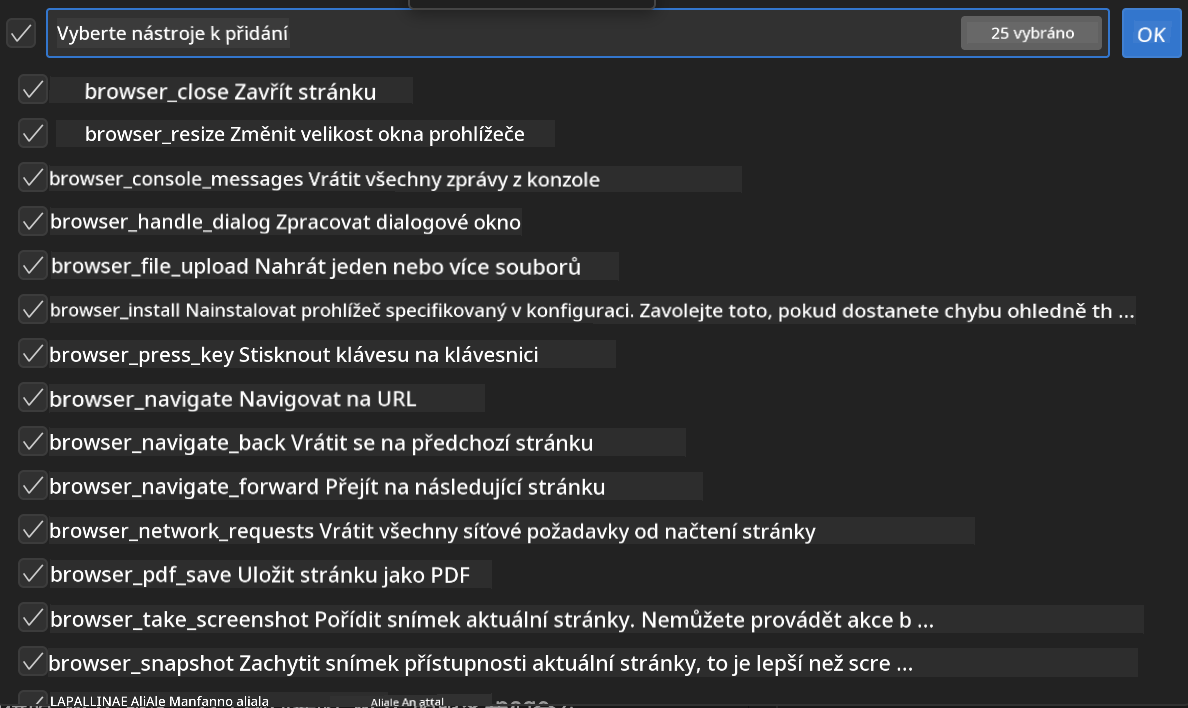 Vyberte nástroje k přidání 25 vybráno OK
browser_close Zavřít stránku
browser_resize Změnit velikost okna prohlížeče
browser_console_messages Vrátit všechny zprávy z konzole
browser_handle_dialog Zpracovat dialogové okno
browser_file_upload Nahrát jeden nebo více souborů
browser_install Nainstalovat prohlížeč specifikovaný v konfiguraci. Zavolejte toto, pokud dostanete chybu ohledně th ...
browser_press_key Stisknout klávesu na klávesnici
browser_navigate Navigovat na URL
browser_navigate_back Vrátit se na předchozí stránku
browser_navigate_forward Přejít na následující stránku
browser_network_requests Vrátit všechny síťové požadavky od načtení stránky
browser_pdf_save Uložit stránku jako PDF
browser_take_screenshot Pořídit snímek aktuální stránky. Nemůžete provádět akce b ...
browser_snapshot Zachytit snímek přístupnosti aktuální stránky, to je lepší než scre ...
LAPALLINAE AliAle Manfanno aliala